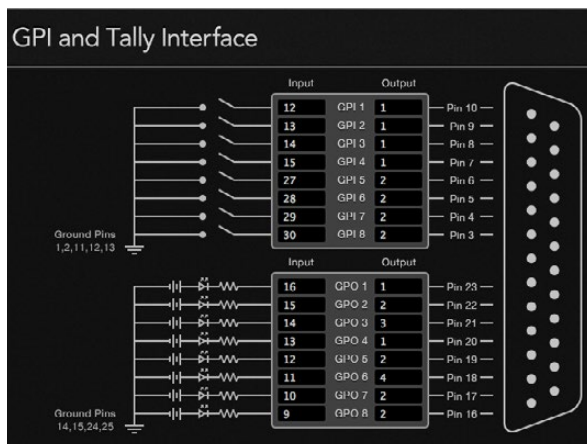 GPI and Tally Interface
Input Output
12 GPI 1 1 Pin 10
13 GPI 2 1 Pin 9
14 GPI 3 1 Pin 8
15 GPI 4 1 Pin 7
27 GPI 5 2 Pin 6
28 GPI 6 2 Pin 5
29 GPI 7 2 Pin 4
30 GPI 8 2 Pin 3
Ground Pins
1,2,11,12,13
Input Output
16 GPO 1 1 Pin 23
15 GPO 2 2 Pin 22
14 GPO 3 3 Pin 21
13 GPO 4 1 Pin 20
12 GPO 5 2 Pin 19
11 GPO 6 4 Pin 18
10 GPO 7 2 Pin 17
9 GPO 8 2 Pin 16
Ground Pins
14,15,24,25